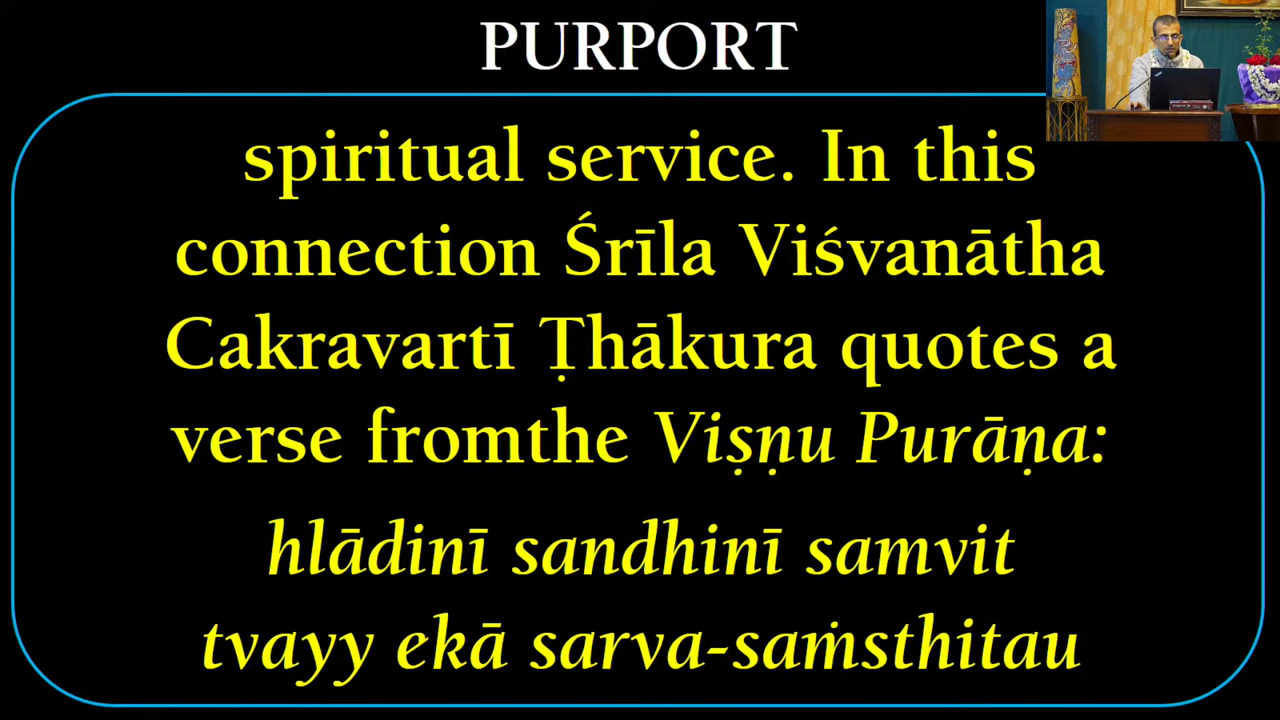 PURPORT
spiritual service. In this
connection Śrīla Viśvanātha
Cakravartī Ṭhākura quotes a
verse fromthe Viṣṇu Purāṇa:
hlādinī sandhinī samvit
tvayy ekā sarva-saṁsthitau